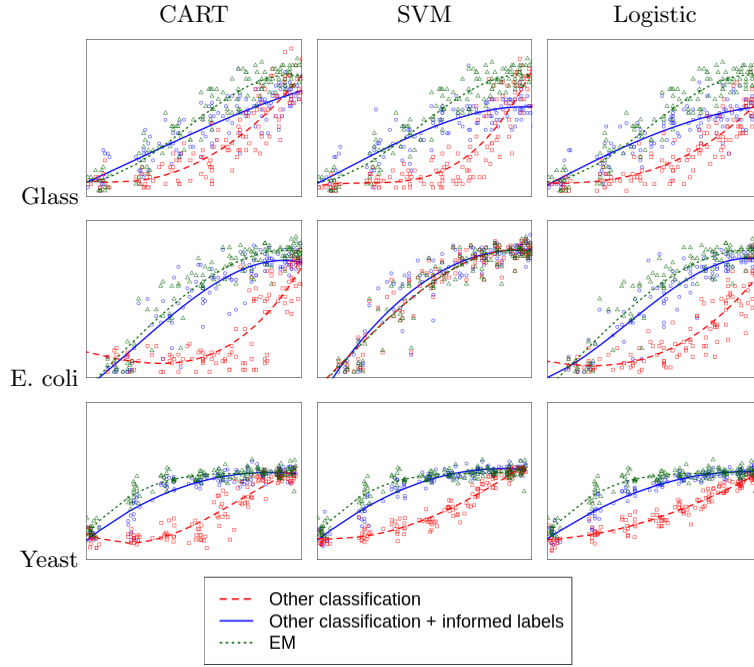 CART SVM Logistic
Glass
E. coli
Yeast
Other classification
Other classification + informed labels
EM